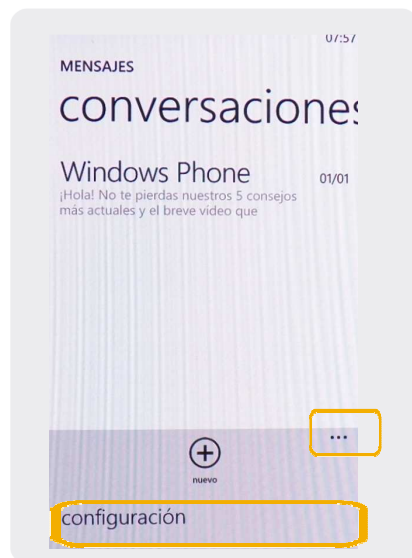 07:57
MENSAJES
conversaciones
Windows Phone
01/01
¡Hola! No te pierdas nuestros 5 consejos
más actuales y el breve vídeo que
...
nuevo
configuración